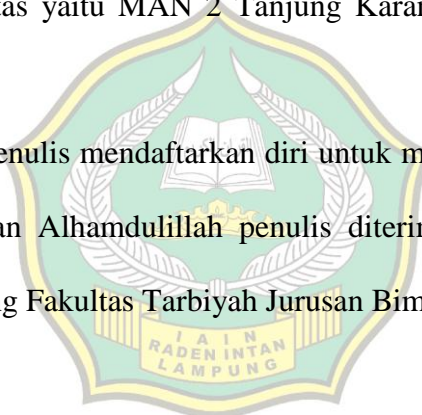 tas yaitu MAN 2 Tanjung Karan
enulis mendaftarkan diri untuk m
an Alhamdulillah penulis diterin
g Fakultas Tarbiyah Jurusan Bim
I A I N
RADEN INTAN
LAMPUNG